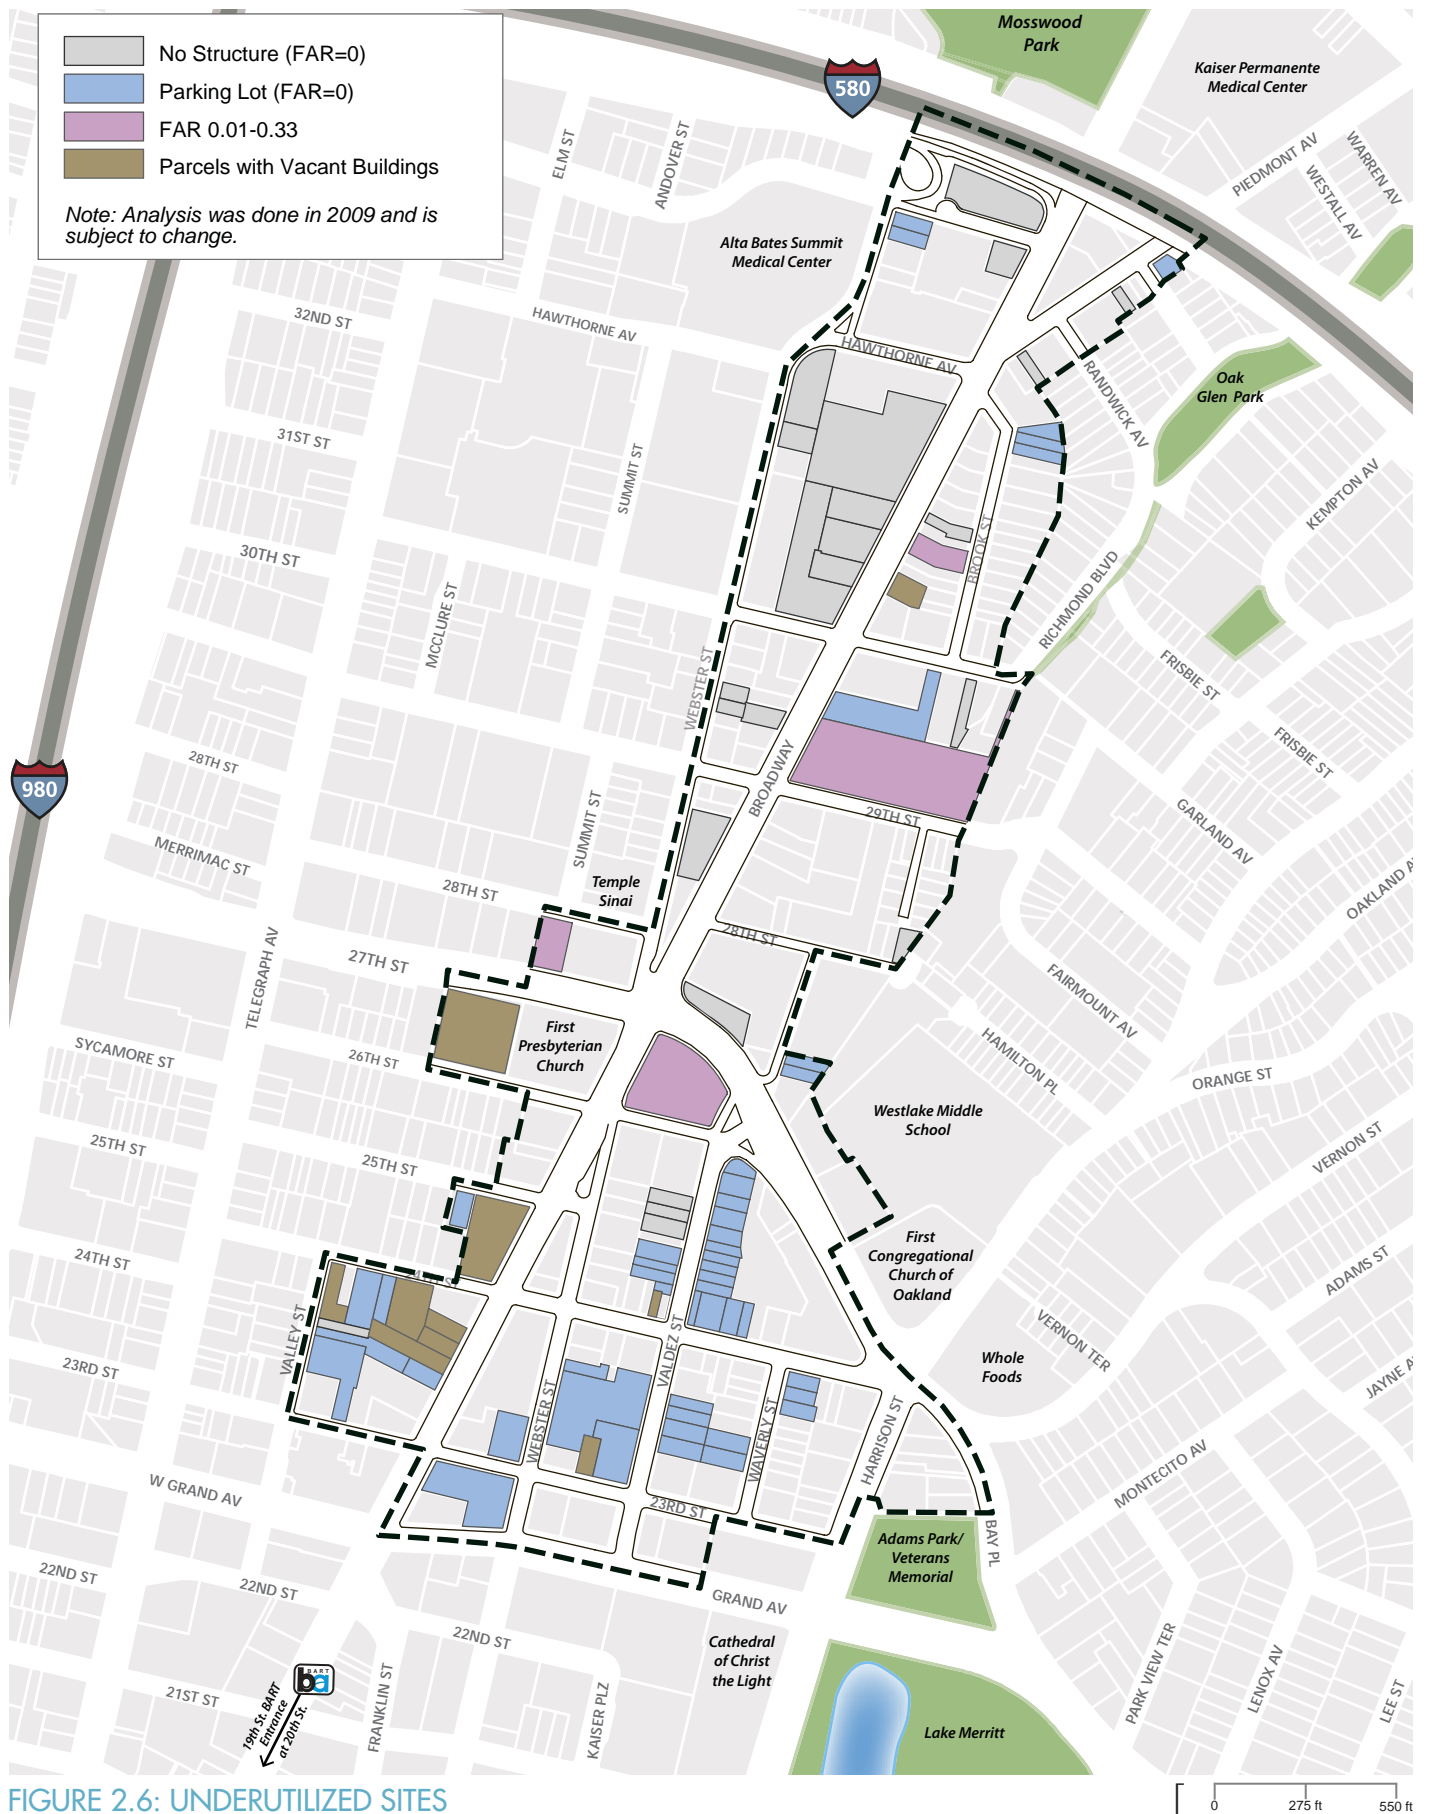 No Structure (FAR=0)
Parking Lot (FAR=0)
FAR 0.01-0.33
Parcels with Vacant Buildings
Note: Analysis was done in 2009 and is
subject to change.
Mosswood
Park
580
Kaiser Permanente
Medical Center
PIEDMONT AV
WARREN AV
WESTALL AV
ELM ST
ANDOVER ST
Alta Bates Summit
Medical Center
32ND ST
HAWTHORNE AV
HAWTHORNE AV
RANDWICK AV
Oak
Glen Park
31ST ST
SUMMIT ST
KEMPTON AV
30TH ST
BROOK ST
MCCLURE ST
RICHMOND BLVD
WEBSTER ST
FRISBIE ST
FRISBIE ST
28TH ST
980
BROADWAY
29TH ST
GARLAND AV
SUMMIT ST
MERRIMAC ST
28TH ST
Temple
Sinai
OAKLAND A
28TH ST
27TH ST
TELEGRAPH AV
FAIRMOUNT AV
First
Presbyterian
Church
SYCAMORE ST
26TH ST
HAMILTON PL
ORANGE ST
Westlake Middle
School
25TH ST
25TH ST
VERNON ST
First
Congregational
Church of
Oakland
24TH ST
ADAMS ST
VALLEY ST
VALDEZ ST
VERNON TER
23RD ST
Whole
Foods
JAYNE A
WEBSTER ST
WAVERLY ST
HARRISON ST
MONTECITO AV
W GRAND AV
23RD ST
BAY PL
Adams Park/
Veterans
Memorial
22ND ST
22ND ST
GRAND AV
22ND ST
Cathedral
of Christ
the Light
PARK VIEW TER
LENOX AV
LEE ST
BART
ba
21ST ST
19th St. BART
Entrance
at 20th St.
FRANKLIN ST
KAISER PLZ
Lake Merritt
FIGURE 2.6: UNDERUTILIZED SITES
0 275 ft 550 ft